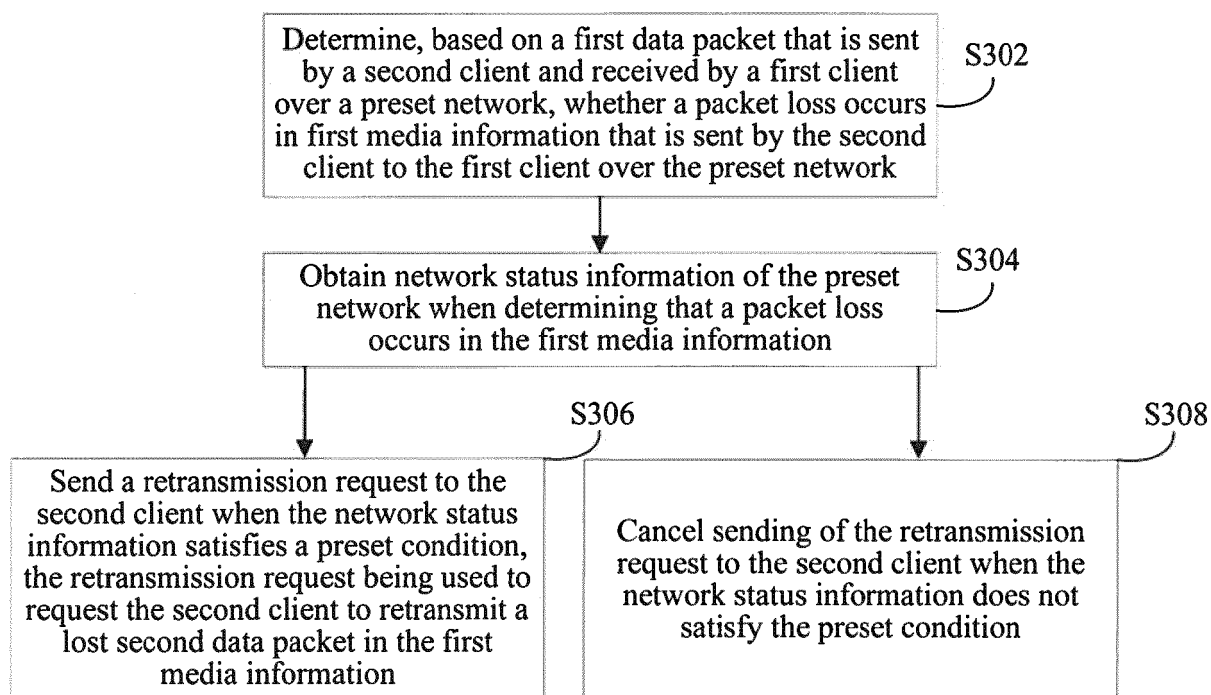 Determine, based on a first data packet that is sent
by a second client and received by a first client
over a preset network, whether a packet loss occurs
in first media information that is sent by the second
client to the first client over the preset network
S302
Obtain network status information of the preset
network when determining that a packet loss
occurs in the first media information
S304
S306
Send a retransmission request to the
second client when the network status
information satisfies a preset condition,
the retransmission request being used to
request the second client to retransmit a
lost second data packet in the first
media information
S308
Cancel sending of the retransmission
request to the second client when the
network status information does not
satisfy the preset condition